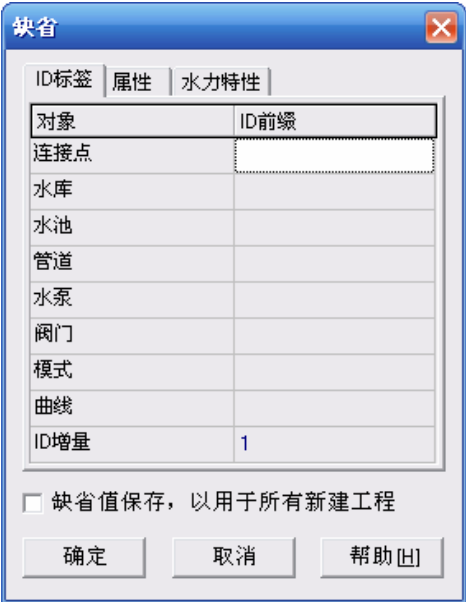 缺省
ID标签 属性 水力特性
对象 ID前缀
连接点
水库
水池
管道
水泵
阀门
模式
曲线
ID增量 1
缺省值保存，以用于所有新建工程
确定 取消 帮助[H]